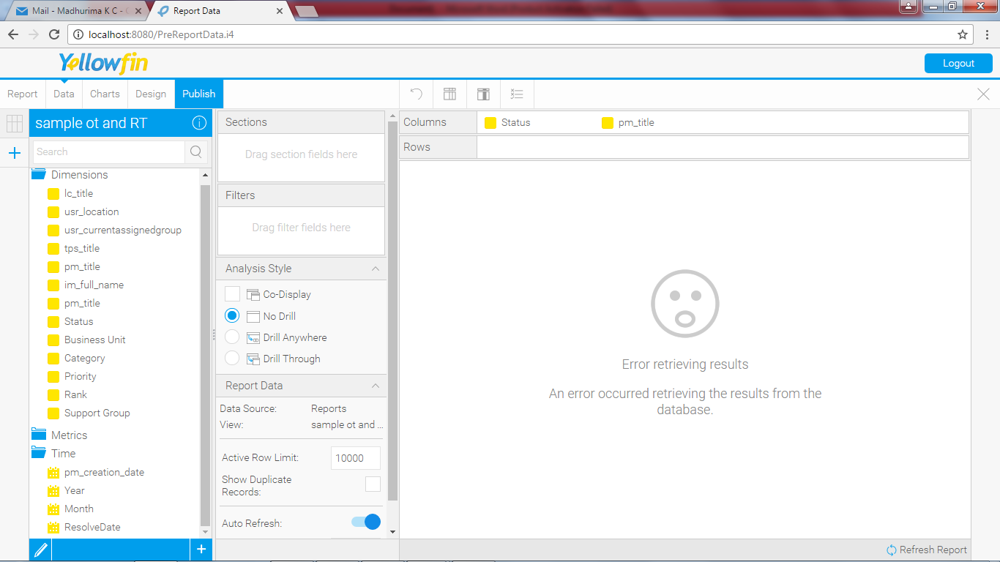 Mail - Madhurima K C - 
Report Data
localhost:8080/PreReportData.i4
Yellowfin
Logout
Report
Data
Charts
Design
Publish
sample ot and RT
Search
Dimensions
lc_title
usr_location
usr_currentassignedgroup
tps_title
pm_title
im_full_name
pm_title
Status
Business Unit
Category
Priority
Rank
Support Group
Metrics
Time
pm_creation_date
Year
Month
ResolveDate
Sections
Drag section fields here
Filters
Drag filter fields here
Analysis Style
Co-Display
No Drill
Drill Anywhere
Drill Through
Report Data
Data Source: Reports
View: sample ot and ...
Active Row Limit: 10000
Show Duplicate
Records:
Auto Refresh:
Columns
Status
pm_title
Rows
Error retrieving results
An error occurred retrieving the results from the
database.
Refresh Report